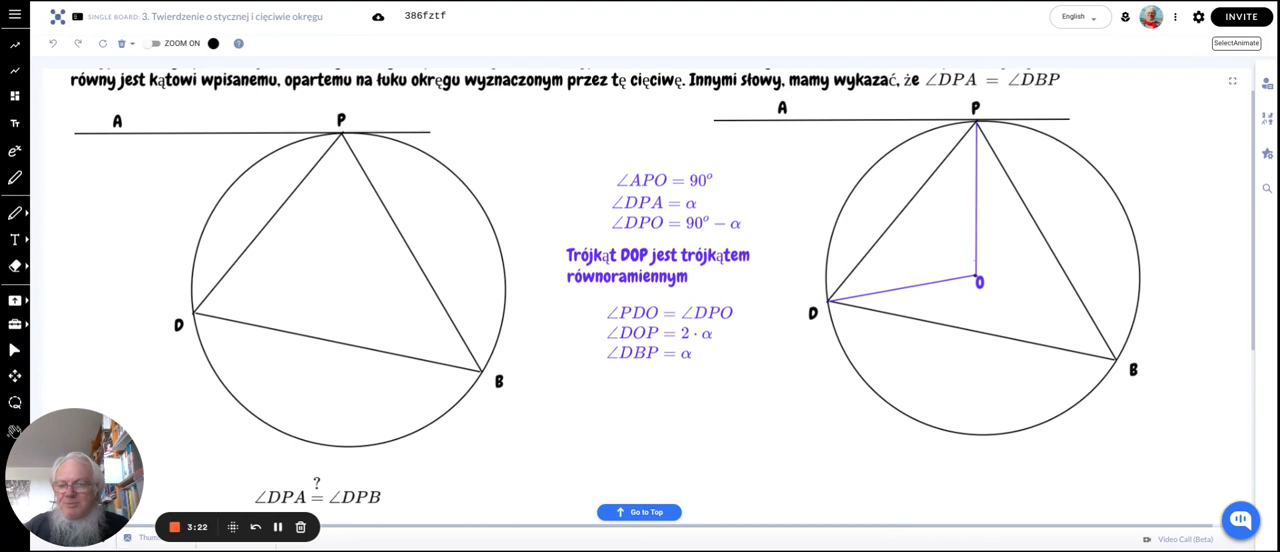 SINGLE BOARD: 3. Twierdzenie o stycznej i cięciwie okręgu
386fztf
English
INVITE
ZOOM ON
SelectAnimate
równy jest kątowi wpisanemu, opartemu na łuku okręgu wyznaczonym przez tę cięciwę. Innymi słowy, mamy wykazać, że ∠DPA = ∠DBP
A
P
D
B
∠DPA ≟ ∠DPB
∠APO = 90°
∠DPA = α
∠DPO = 90° − α
Trójkąt DOP jest trójkątem
równoramiennym
∠PDO = ∠DPO
∠DOP = 2 · α
∠DBP = α
A
P
O
D
B
Go to Top
3:22
Video Call (Beta)